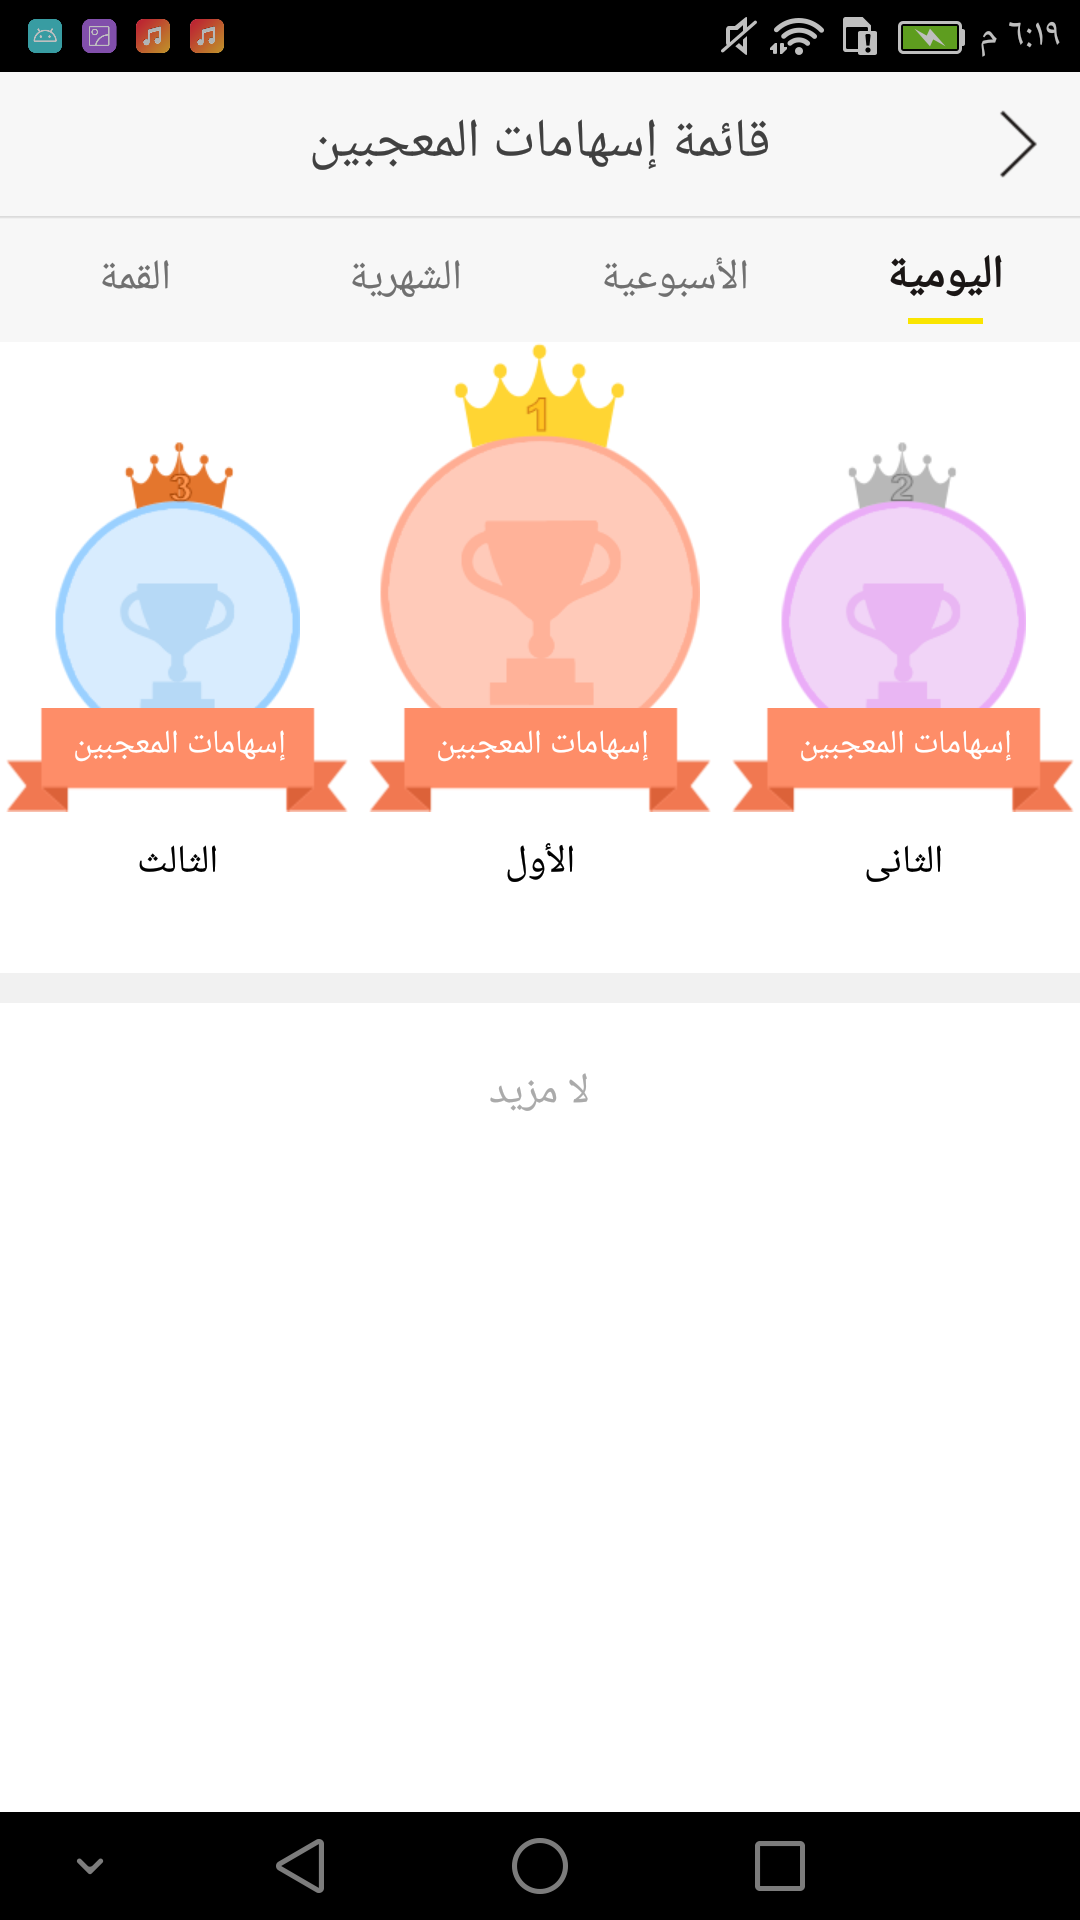 ٦:١٩ م
قائمة إسهامات المعجبين
اليومية
الأسبوعية
الشهرية
القمة
1
2
3
إسهامات المعجبين
إسهامات المعجبين
إسهامات المعجبين
الثانى
الأول
الثالث
لا مزيد